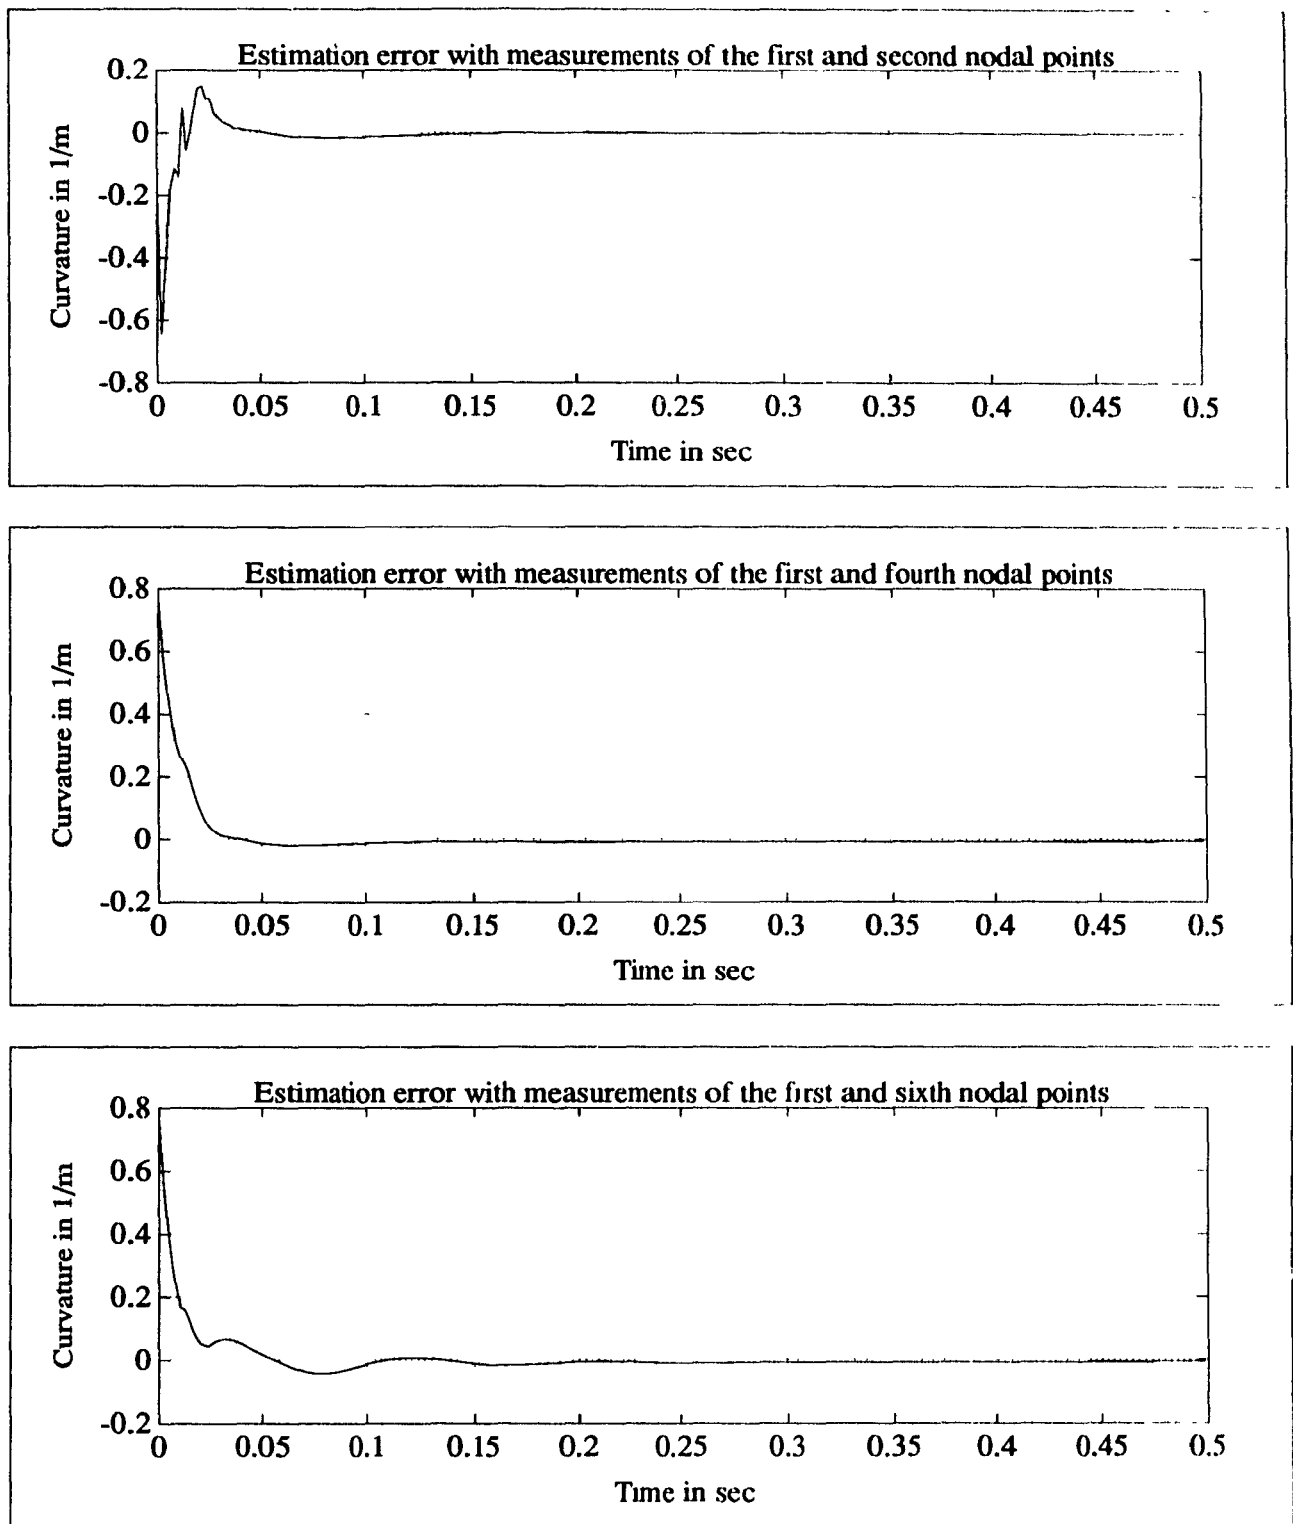 Estimation error with measurements of the first and second nodal points
0.2
0
-0.2
-0.4
-0.6
-0.8
Curvature in 1/m
0 0.05 0.1 0.15 0.2 0.25 0.3 0.35 0.4 0.45 0.5
Time in sec
Estimation error with measurements of the first and fourth nodal points
0.8
0.6
0.4
0.2
0
-0.2
Curvature in 1/m
0 0.05 0.1 0.15 0.2 0.25 0.3 0.35 0.4 0.45 0.5
Time in sec
Estimation error with measurements of the first and sixth nodal points
0.8
0.6
0.4
0.2
0
-0.2
Curvature in 1/m
0 0.05 0.1 0.15 0.2 0.25 0.3 0.35 0.4 0.45 0.5
Time in sec